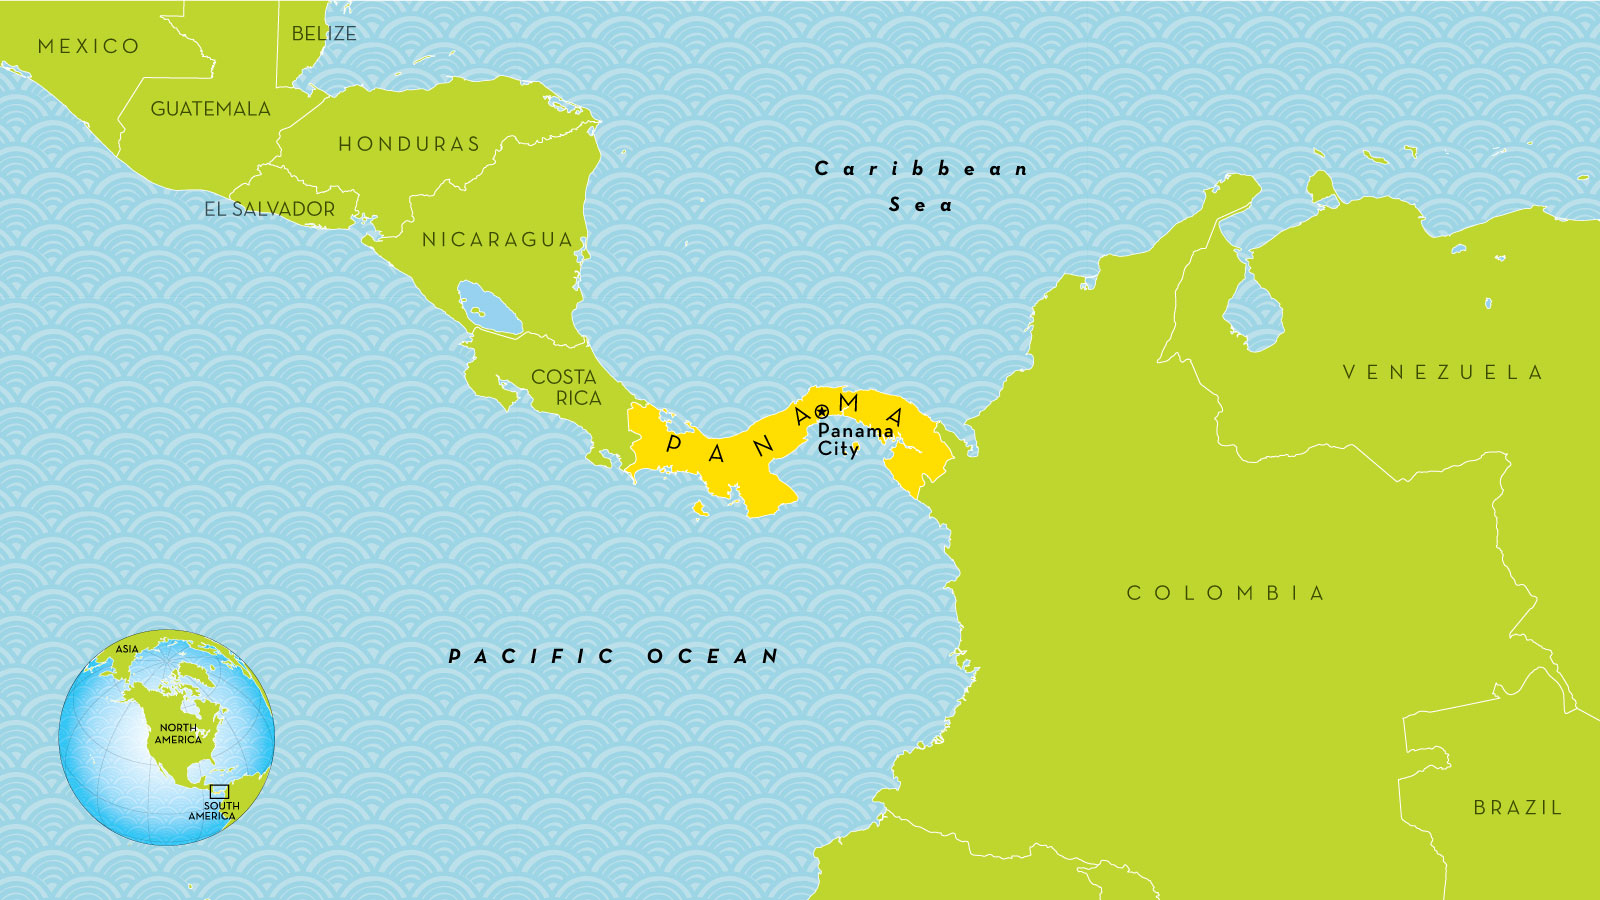 MEXICO
BELIZE
GUATEMALA
HONDURAS
Caribbean
Sea
EL SALVADOR
NICARAGUA
VENEZUELA
COSTA
RICA
PANAMA
Panama
City
COLOMBIA
PACIFIC OCEAN
ASIA
NORTH
AMERICA
SOUTH
AMERICA
BRAZIL